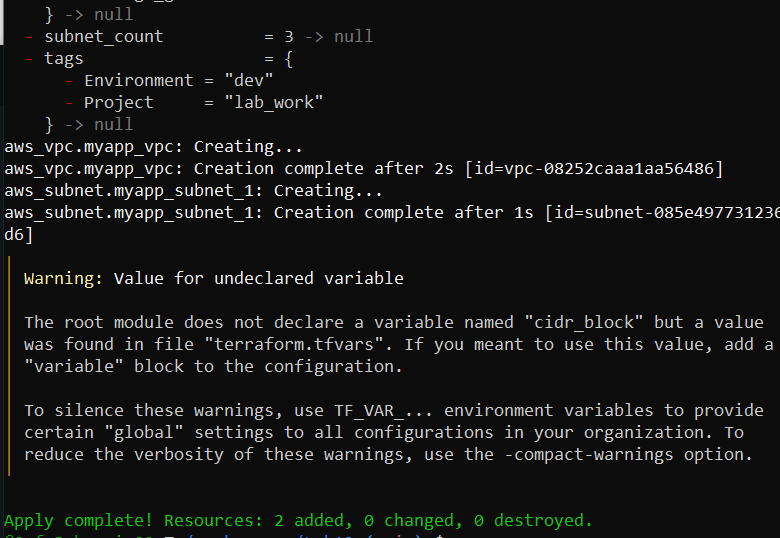 } -> null
- subnet_count          = 3 -> null
- tags                  = {
- Environment = "dev"
- Project     = "lab_work"
} -> null
aws_vpc.myapp_vpc: Creating...
aws_vpc.myapp_vpc: Creation complete after 2s [id=vpc-08252caaa1aa56486]
aws_subnet.myapp_subnet_1: Creating...
aws_subnet.myapp_subnet_1: Creation complete after 1s [id=subnet-085e497731236
d6]
Warning: Value for undeclared variable
The root module does not declare a variable named "cidr_block" but a value
was found in file "terraform.tfvars". If you meant to use this value, add a
"variable" block to the configuration.
To silence these warnings, use TF_VAR_... environment variables to provide
certain "global" settings to all configurations in your organization. To
reduce the verbosity of these warnings, use the -compact-warnings option.
Apply complete! Resources: 2 added, 0 changed, 0 destroyed.